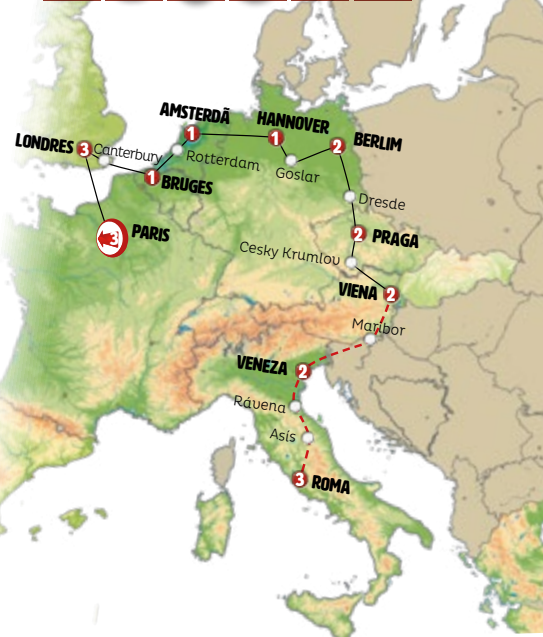 AMSTERDÃ
1
HANNOVER
1
BERLIM
2
LONDRES 3
Canterbury
Rotterdam
Goslar
1
BRUGES
Dresde
3
PARIS
2 PRAGA
Cesky Krumlov
VIENA 2
Maribor
VENEZA 2
Rávena
Asís
3 ROMA